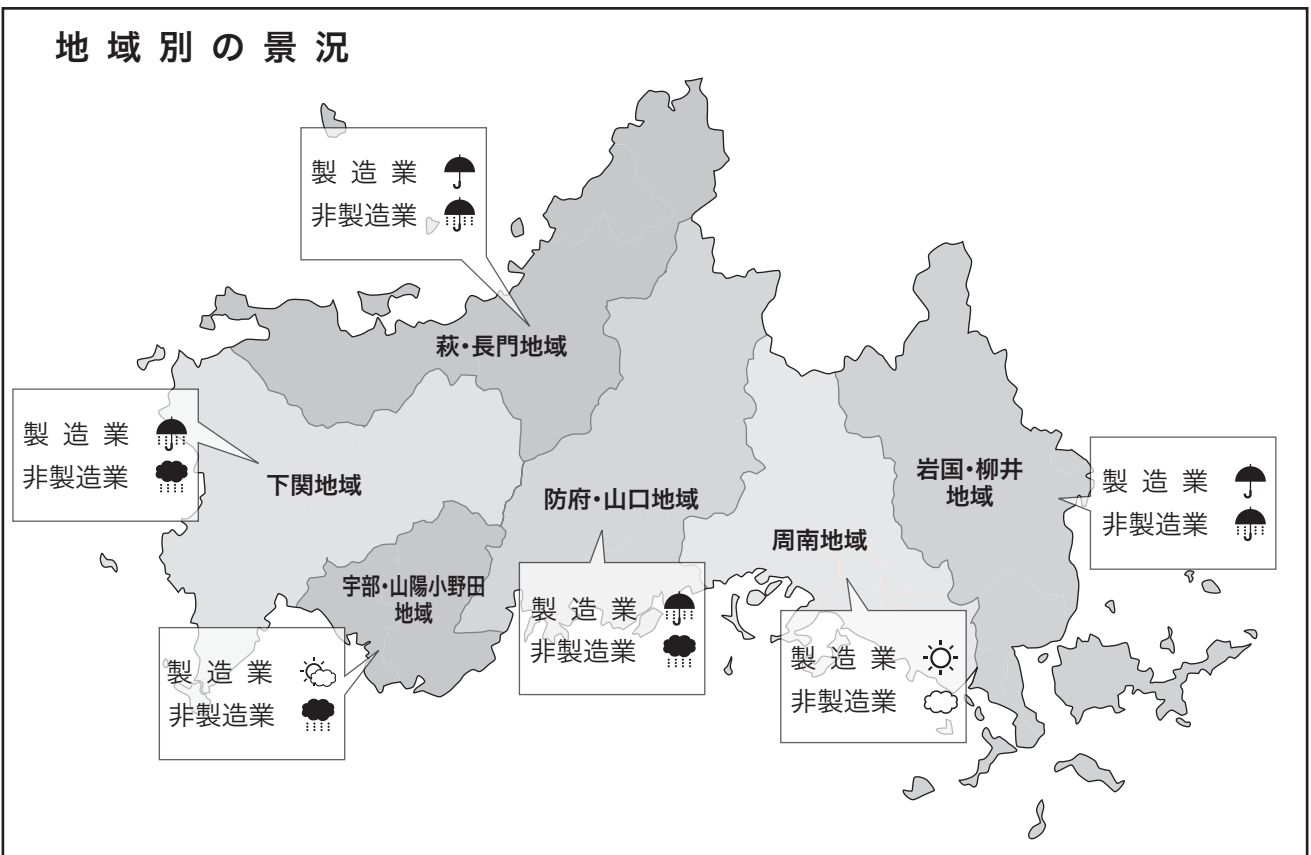 地域別の景況
製造業
非製造業
萩・長門地域
製造業
非製造業
下関地域
防府・山口地域
岩国・柳井
地域
製造業
非製造業
周南地域
宇部・山陽小野田
地域
製造業
非製造業
製造業
非製造業
製造業
非製造業